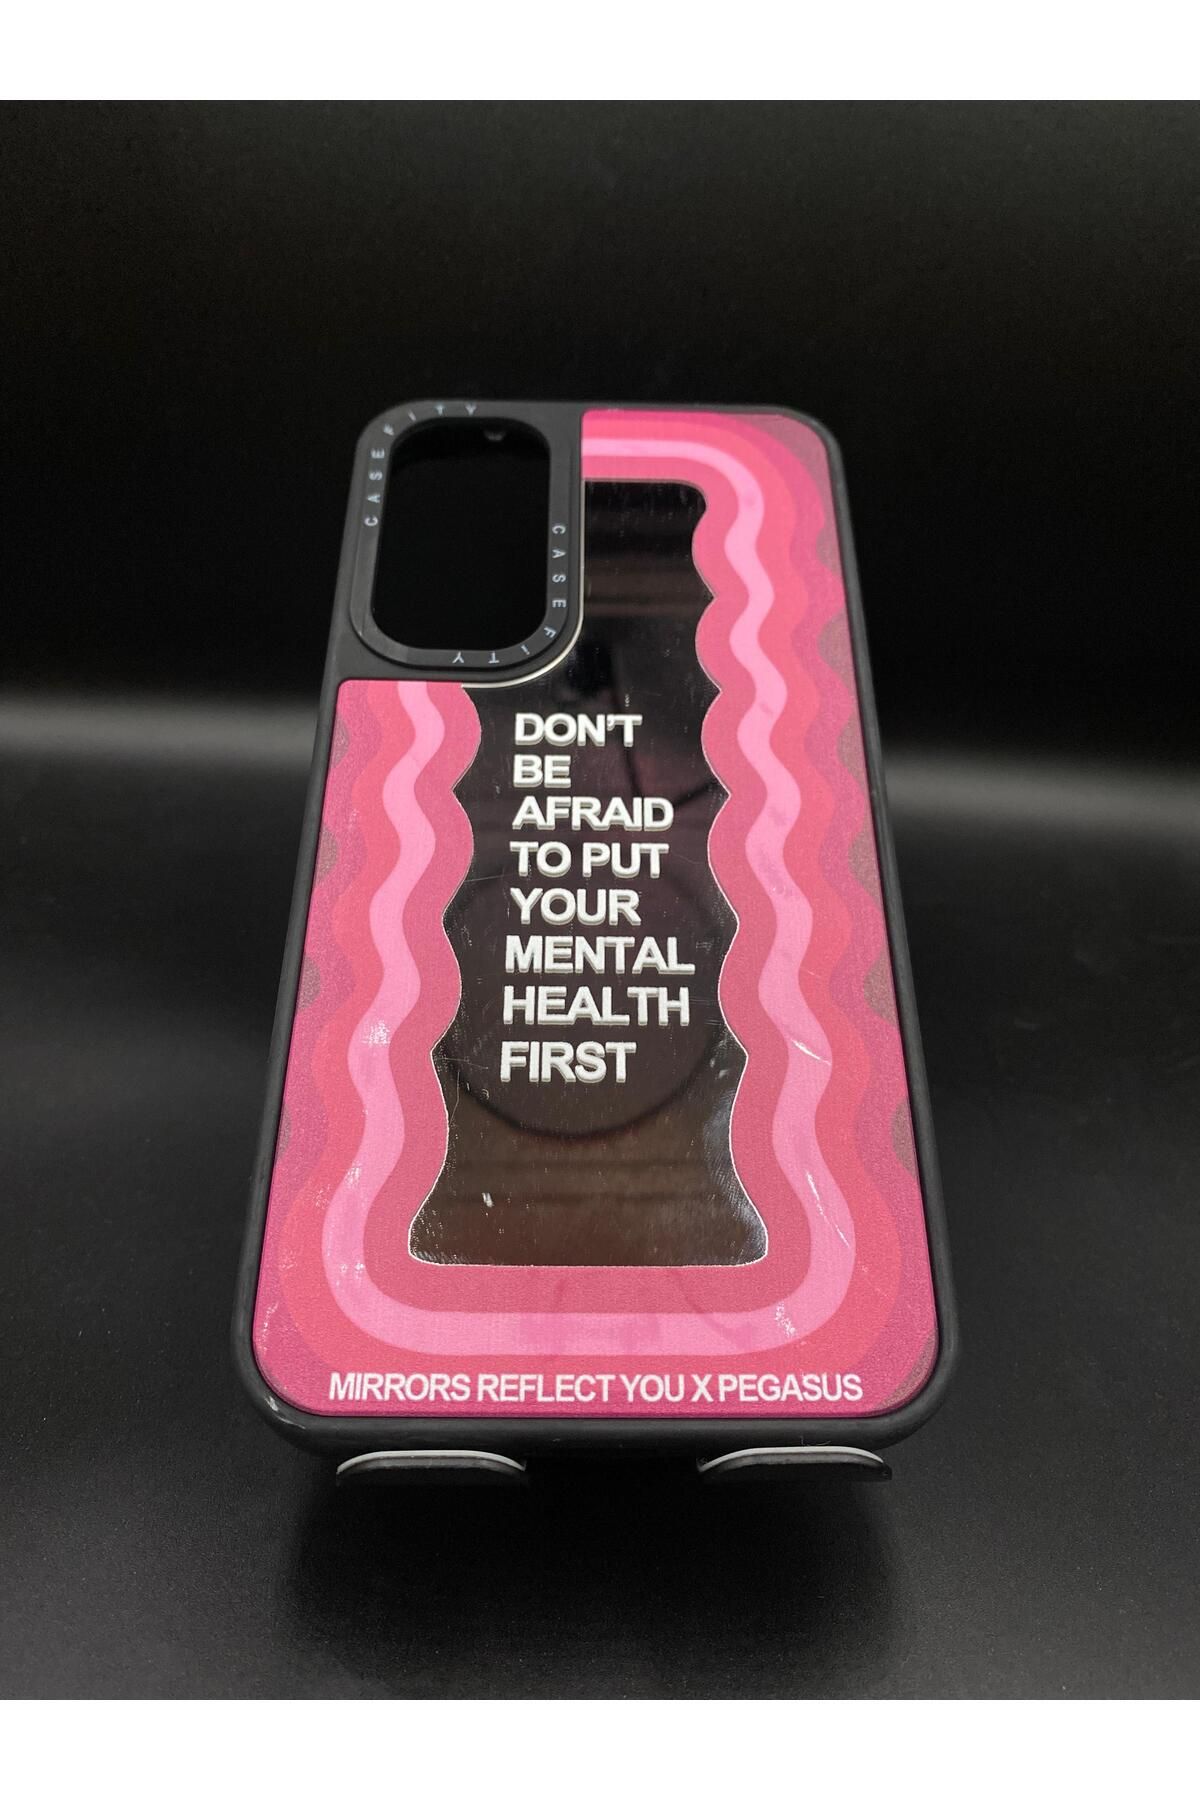 CASEFiTY
CASEFiTY
DON'T
BE
AFRAID
TO PUT
YOUR
MENTAL
HEALTH
FIRST
MIRRORS REFLECT YOU X PEGASUS